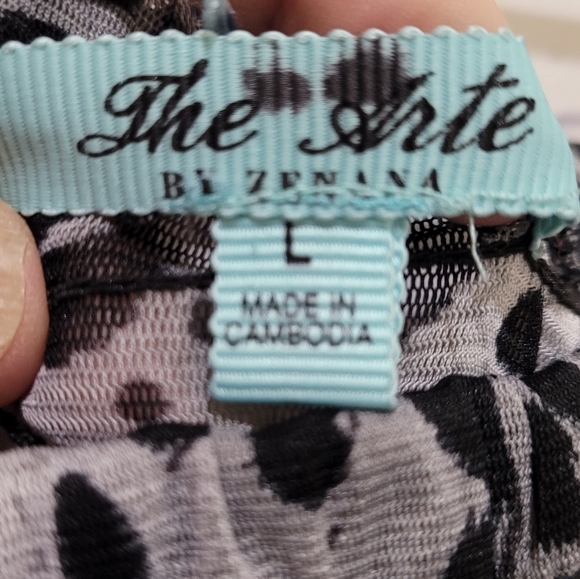 The Arte
BY ZENANA
L
MADE IN
CAMBODIA